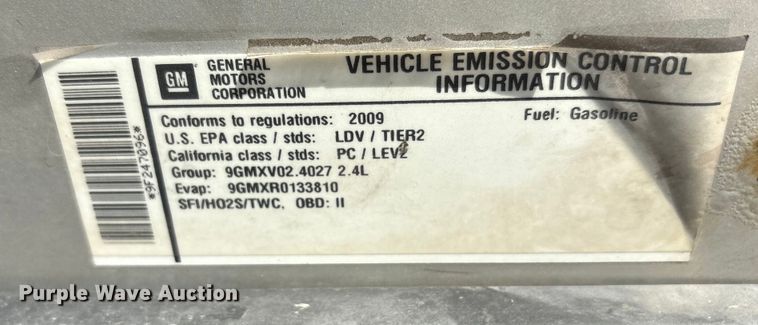 GM
GENERAL
MOTORS
CORPORATION
VEHICLE EMISSION CONTROL
INFORMATION
Conforms to regulations: 2009
Fuel: Gasoline
U.S. EPA class / stds: LDV / TIER2
California class / stds: PC / LEV2
Group: 9GMXV02.4027 2.4L
Evap: 9GMXR0133810
SFI/HO2S/TWC, OBD: II
*9F247096*
Purple Wave Auction